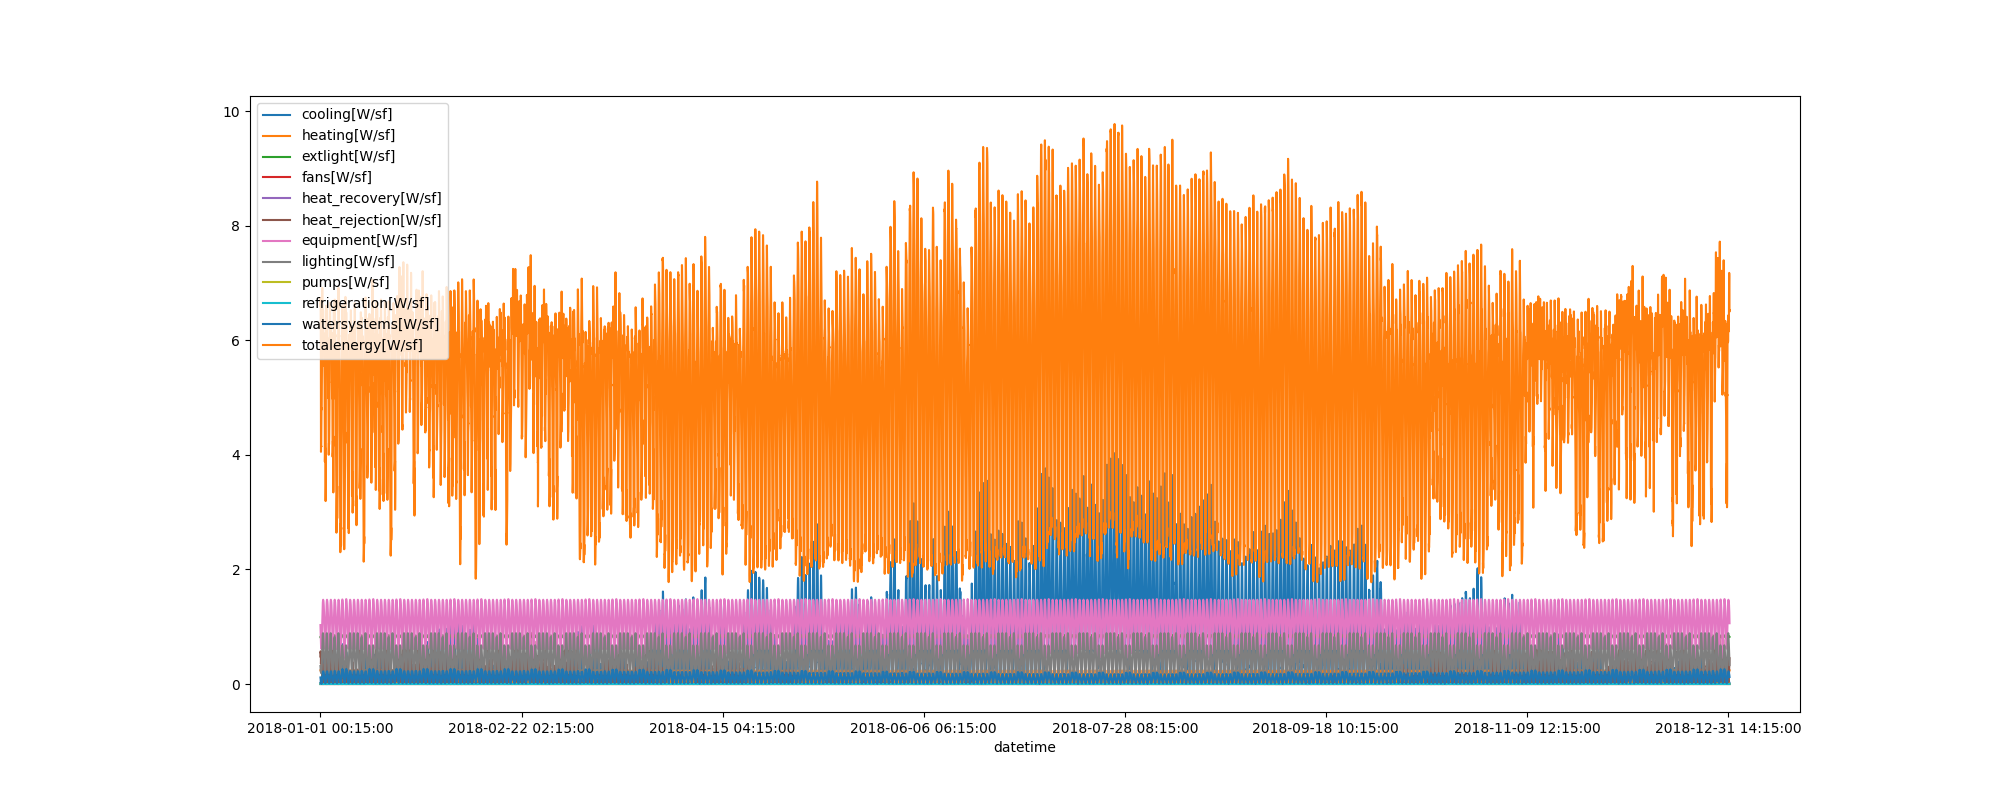 10
8
6
4
2
0
cooling[W/sf]
heating[W/sf]
extlight[W/sf]
fans[W/sf]
heat_recovery[W/sf]
heat_rejection[W/sf]
equipment[W/sf]
lighting[W/sf]
pumps[W/sf]
refrigeration[W/sf]
watersystems[W/sf]
totalenergy[W/sf]
2018-01-01 00:15:00 2018-02-22 02:15:00 2018-04-15 04:15:00 2018-06-06 06:15:00 2018-07-28 08:15:00 2018-09-18 10:15:00 2018-11-09 12:15:00 2018-12-31 14:15:00
datetime